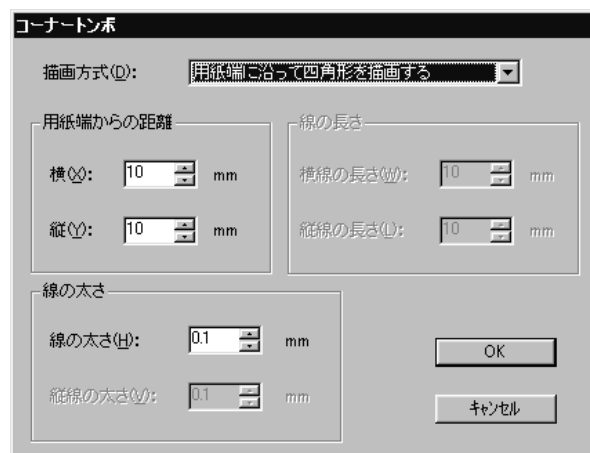 コーナートンボ
描画方式(D): 用紙端に沿って四角形を描画する
用紙端からの距離
横(X): 10 mm
縦(Y): 10 mm
線の長さ
横線の長さ(W): 10 mm
縦線の長さ(L): 10 mm
線の太さ
線の太さ(H): 0.1 mm
縦線の太さ(V): 0.1 mm
OK
キャンセル